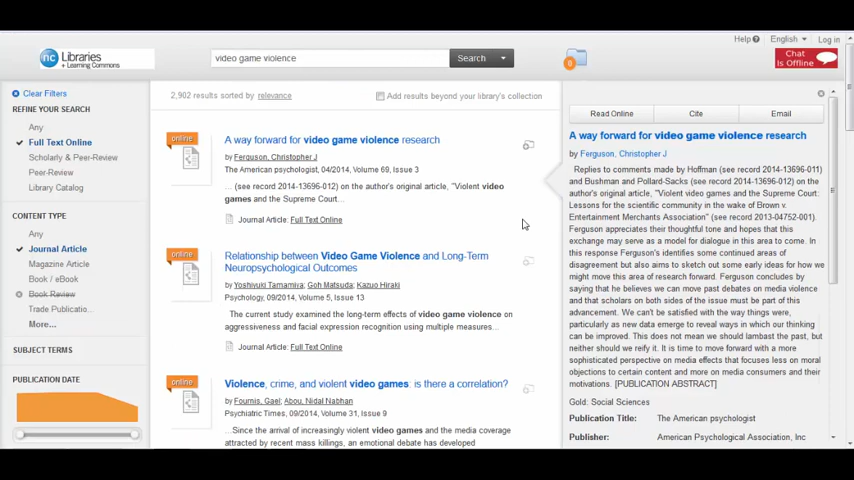 Help
English
Log in
nc Libraries
+ Learning Commons
video game violence
Search
0
Chat
Is Offline
Clear Filters
REFINE YOUR SEARCH
Any
Full Text Online
Scholarly & Peer-Review
Peer-Review
Library Catalog
CONTENT TYPE
Any
Journal Article
Magazine Article
Book / eBook
Book Review
Trade Publicatio...
More...
SUBJECT TERMS
PUBLICATION DATE
2,902 results sorted by relevance
Add results beyond your library's collection
online
A way forward for video game violence research
by Ferguson, Christopher J
The American psychologist, 04/2014, Volume 69, Issue 3
... (see record 2014-13696-012) on the author's original article, "Violent video
games and the Supreme Court...
Journal Article: Full Text Online
online
Relationship between Video Game Violence and Long-Term
Neuropsychological Outcomes
by Yoshiyuki Tamamiya, Goh Matsuda, Kazuo Hiraki
Psychology, 09/2014, Volume 5, Issue 13
The current study examined the long-term effects of video game violence on
aggressiveness and facial expression recognition using multiple measures...
Journal Article: Full Text Online
online
Violence, crime, and violent video games is there a correlation?
by Fournis, Gael; Abou, Nidal Nabhan
Psychiatric Times, 09/2014, Volume 31, Issue 9
...Since the arrival of increasingly violent video games and the media coverage
attracted by recent mass killings, an emotional debate has developed
Read Online
Cite
Email
A way forward for video game violence research
by Ferguson, Christopher J
Replies to comments made by Hoffman (see record 2014-13696-011)
and Bushman and Pollard-Sacks (see record 2014-13696-012) on the
author's original article, "Violent video games and the Supreme Court:
Lessons for the scientific community in the wake of Brown v.
Entertainment Merchants Association" (see record 2013-04752-001).
Ferguson appreciates their thoughtful tone and hopes that this
exchange may serve as a model for dialogue in this area to come. In
this response Ferguson's identifies some continued areas of
disagreement but also aims to sketch out some early ideas for how we
might move this area of research forward. Ferguson concludes by
saying that he believes we can move past debates on media violence
and that scholars on both sides of the issue must be part of this
advancement. We can't be satisfied with the way things were,
particularly as new data emerge to reveal ways in which our thinking
can be improved. This does not mean we should lambast the past, but
neither should we reify it. It is time to move forward with a more
sophisticated perspective on media effects that focuses less on moral
objections to certain content and more on media consumers and their
motivations. [PUBLICATION ABSTRACT]
Gold: Social Sciences
Publication Title: The American psychologist
Publisher: American Psychological Association, Inc